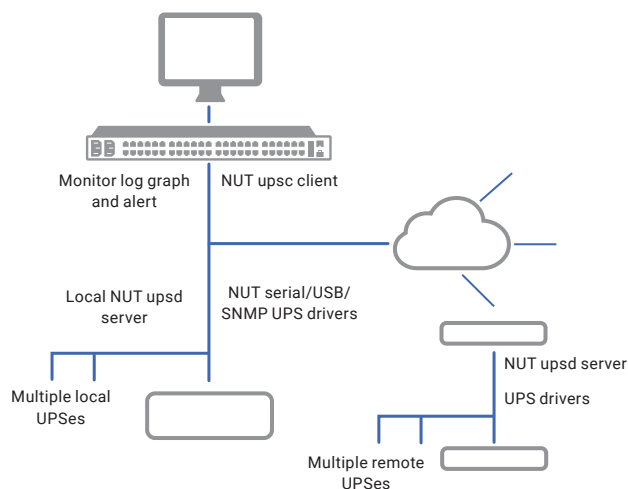 Monitor log graph
and alert
NUT upsc client
Local NUT upsd
server
NUT serial/USB/
SNMP UPS drivers
Multiple local
UPSes
NUT upsd server
UPS drivers
Multiple remote
UPSes